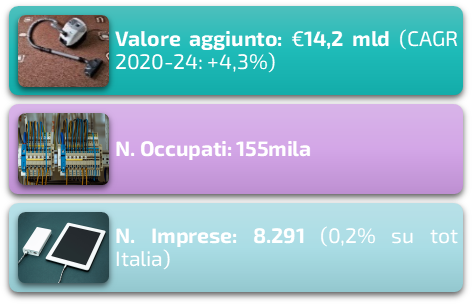 Valore aggiunto: €14,2 mld (CAGR
2020-24: +4,3%)
N. Occupati: 155mila
N. Imprese: 8.291 (0,2% su tot
Italia)